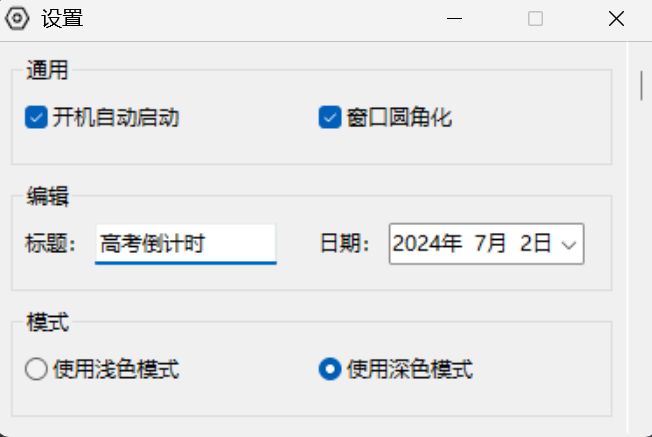 设置
通用
开机自动启动 窗口圆角化
编辑
标题: 高考倒计时 日期: 2024年 7月 2日
模式
使用浅色模式 使用深色模式